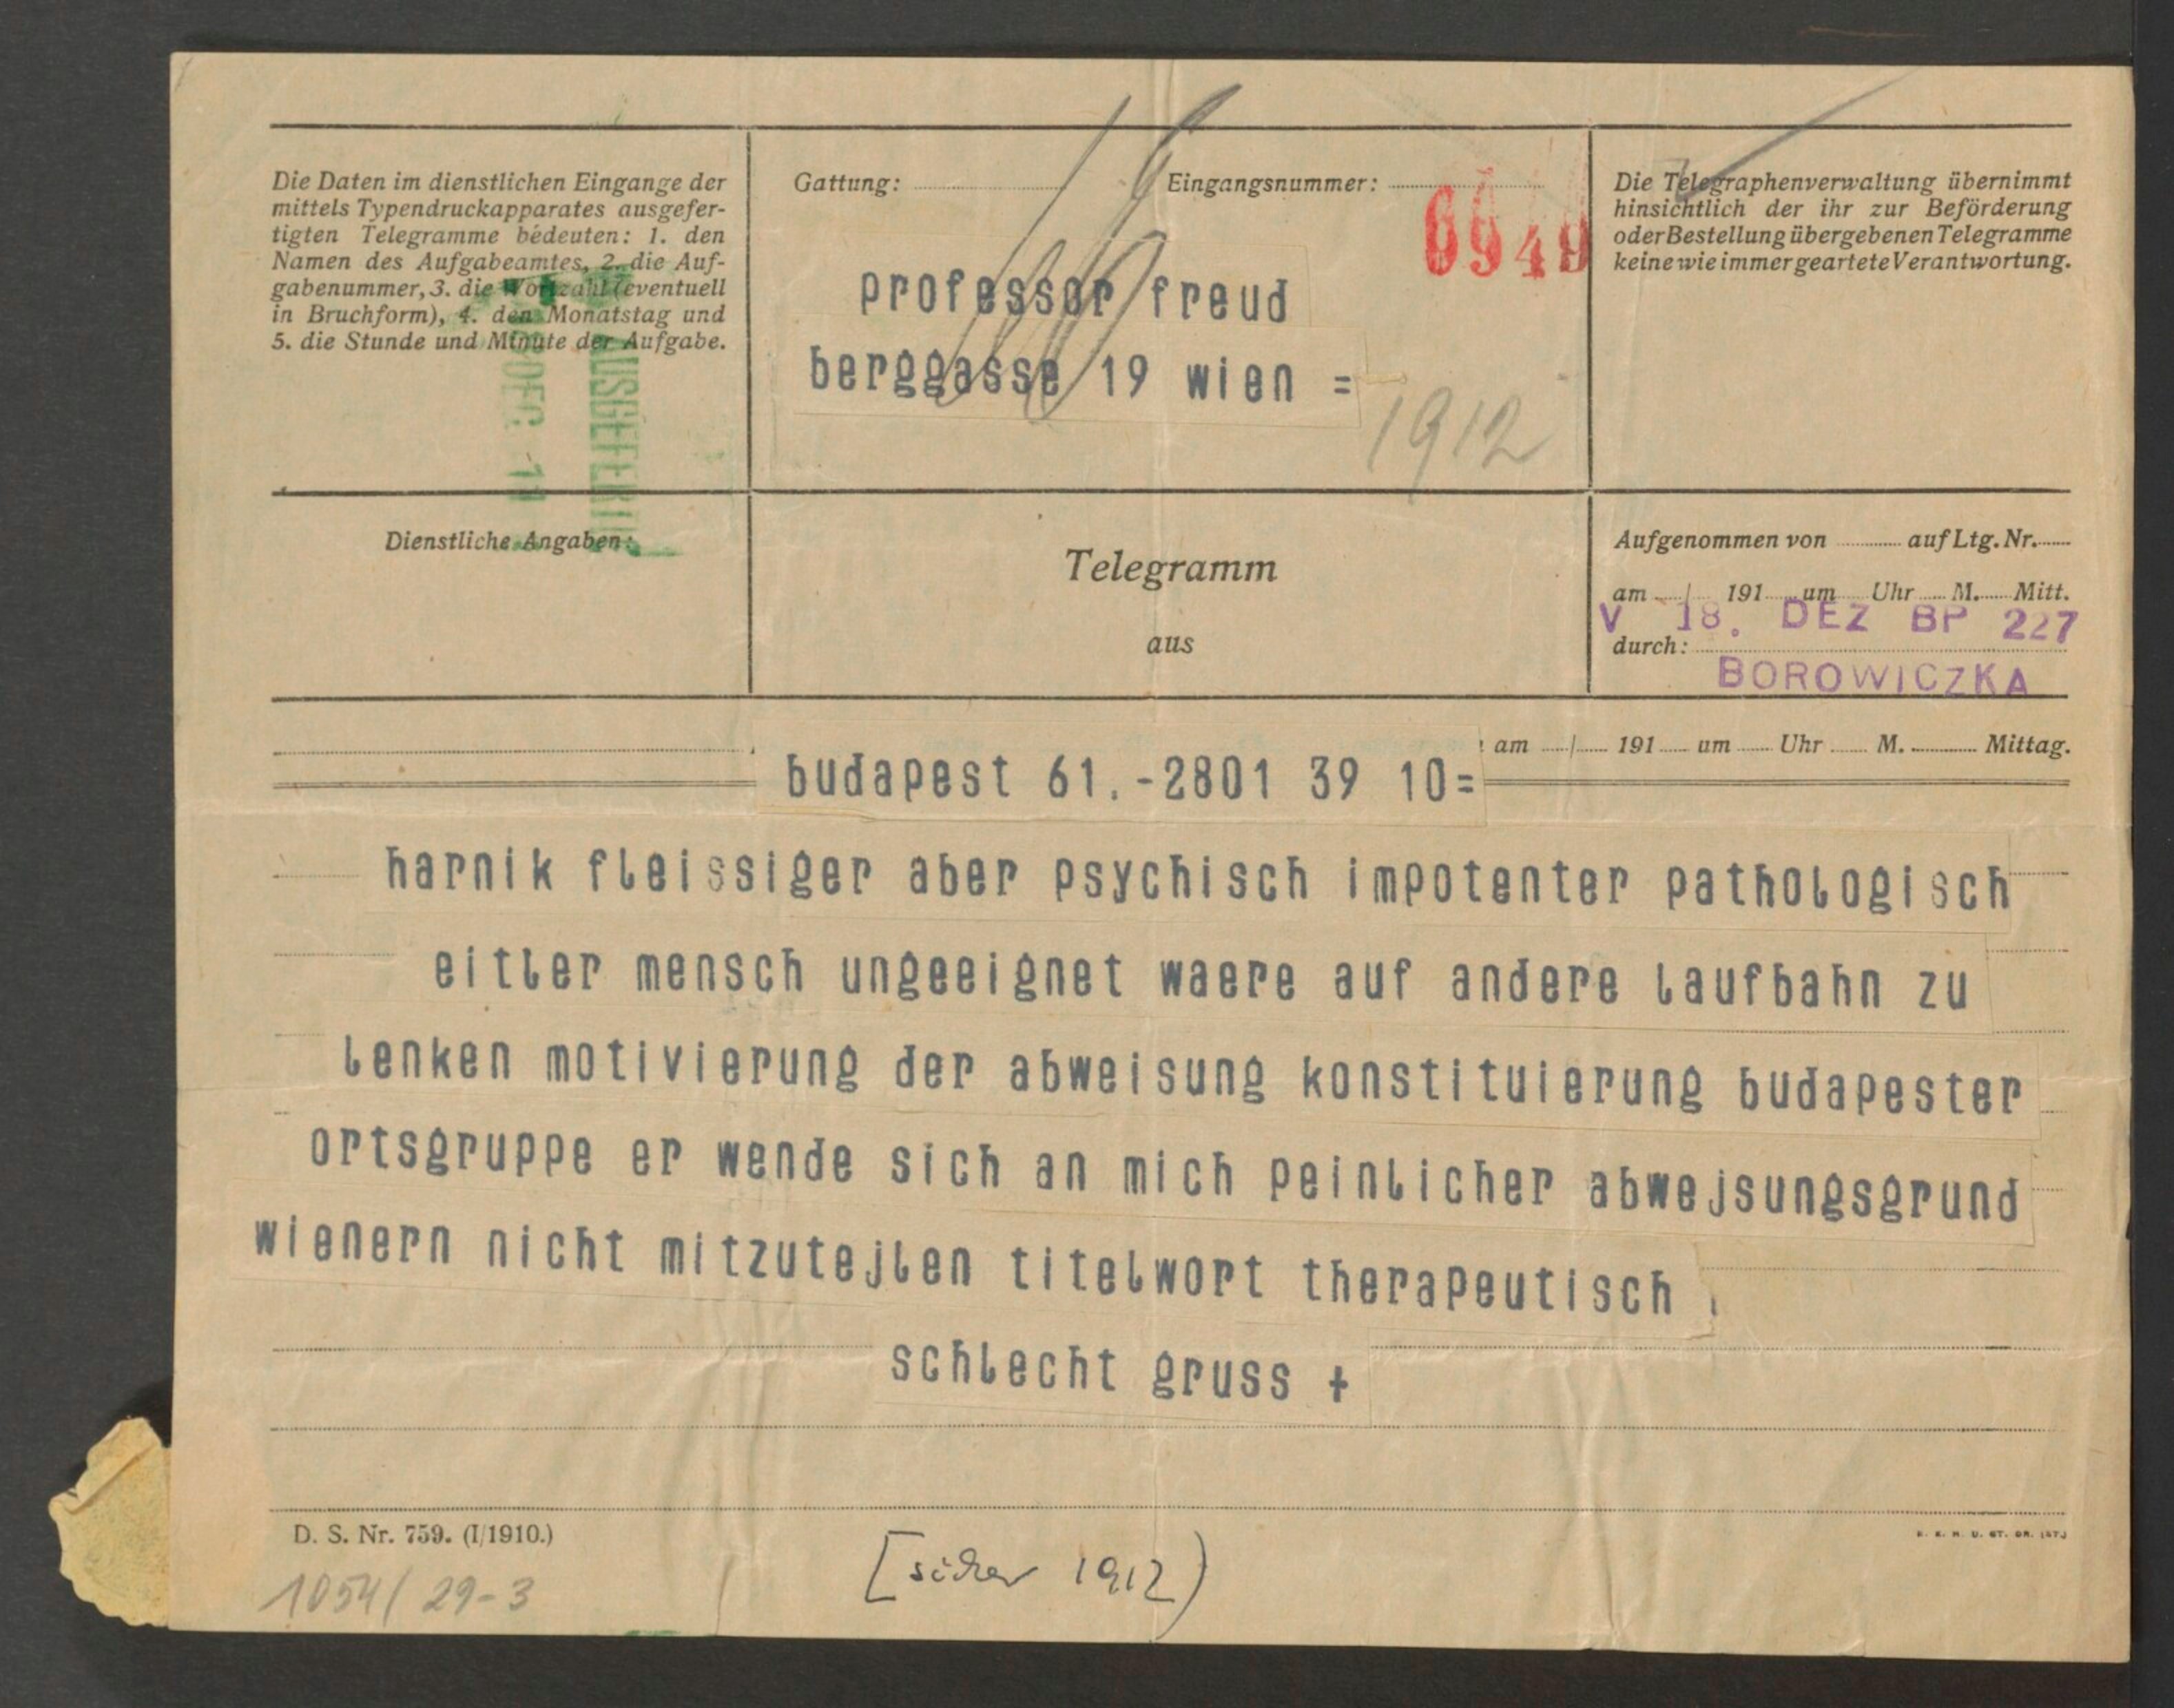 Die Daten im dienstlichen Eingange der
mittels Typendruckapparates ausgefer-
tigten Telegramme bedeuten: 1. den
Namen des Aufgabeamtes, 2. die Auf-
gabenummer, 3. die Wortzahl (eventuell
in Bruchform), 4. den Monatstag und
5. die Stunde und Minute der Aufgabe.
AUSGEFERTIGT
Gattung:
Eingangsnummer:
6949
professor freud
berggasse 19 wien =
1912
Die Telegraphenverwaltung übernimmt
hinsichtlich der ihr zur Beförderung
oder Bestellung übergebenen Telegramme
keine wie immer geartete Verantwortung.
Dienstliche Angaben:
Telegramm
aus
Aufgenommen von auf Ltg. Nr.
am / 191 um Uhr M. Mitt.
V 18. DEZ BP 227
durch:
BOROWICZKA
am / 191 um Uhr M. Mittag.
budapest 61.-2801 39 10=
harnik fleissiger aber psychisch impotenter pathologisch
eitler mensch ungeeignet waere auf andere laufbahn zu
lenken motivierung der abweisung konstituierung budapester
ortsgruppe er wende sich an mich peinlicher abwejsungsgrund
wienern nicht mitzutejlen titelwort therapeutisch
schlecht gruss +
D. S. Nr. 759. (I/1910.)
[sicher 1912)
1054/29-3